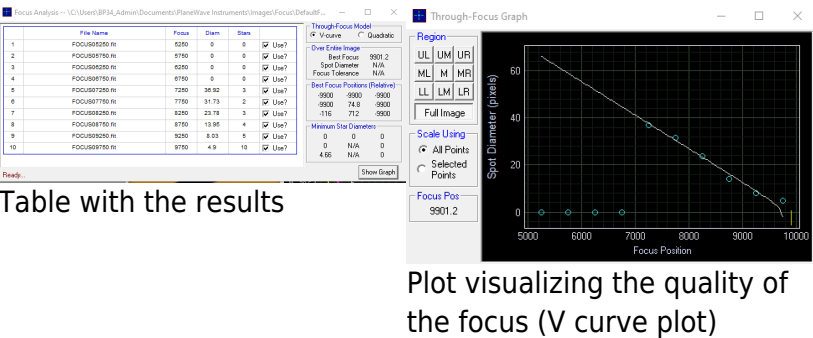 Focus Analysis -- \C:\Users\BP34_Admin\Documents\PlaneWave Instruments\Images\Focus\DefaultF...
File Name Focus Diam Stars
1 FOCUS05250.fit 5250 0 0 Use?
2 FOCUS05750.fit 5750 0 0 Use?
3 FOCUS06250.fit 6250 0 0 Use?
4 FOCUS06750.fit 6750 0 0 Use?
5 FOCUS07250.fit 7250 36.92 3 Use?
6 FOCUS07750.fit 7750 31.73 2 Use?
7 FOCUS08250.fit 8250 23.78 3 Use?
8 FOCUS08750.fit 8750 13.95 4 Use?
9 FOCUS09250.fit 9250 8.03 5 Use?
10 FOCUS09750.fit 9750 4.9 10 Use?
Through-Focus Model
V-curve Quadratic
Over Entire Image
Best Focus 9901.2
Spot Diameter N/A
Focus Tolerance N/A
Best Focus Positions (Relative)
-9900 -9900 -9900
-9900 74.8 -9900
-116 712 -9900
Minimum Star Diameters
0 0 0
0 N/A 0
4.66 N/A 0
Ready...
Show Graph
Table with the results
Through-Focus Graph
Region
UL UM UR
ML M MR
LL LM LR
Full Image
Scale Using
All Points
Selected
Points
Focus Pos
9901.2
Spot Diameter (pixels)
60
40
20
0
5000 6000 7000 8000 9000 10000
Focus Position
Plot visualizing the quality of
the focus (V curve plot)